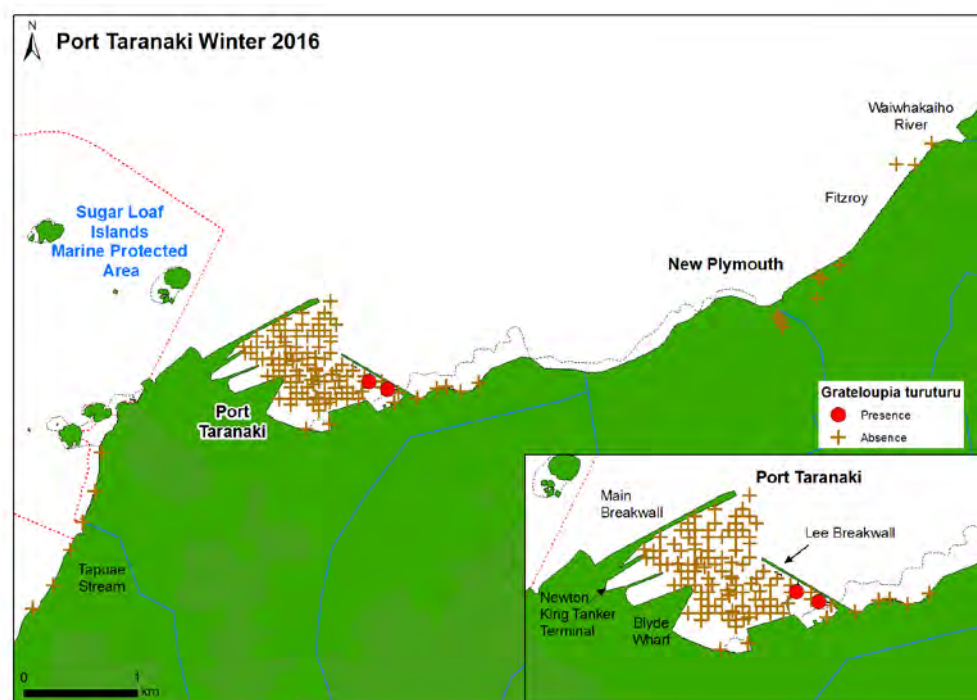 N
Port Taranaki Winter 2016
Waiwhakaiho
River
Fitzroy
Sugar Loaf
Islands
Marine Protected
Area
New Plymouth
Port
Taranaki
Grateloupia turuturu
Presence
Absence
Tapuae
Stream
0
1
km
Port Taranaki
Main
Breakwall
Lee Breakwall
Newton
King Tanker
Terminal
Blyde
Wharf